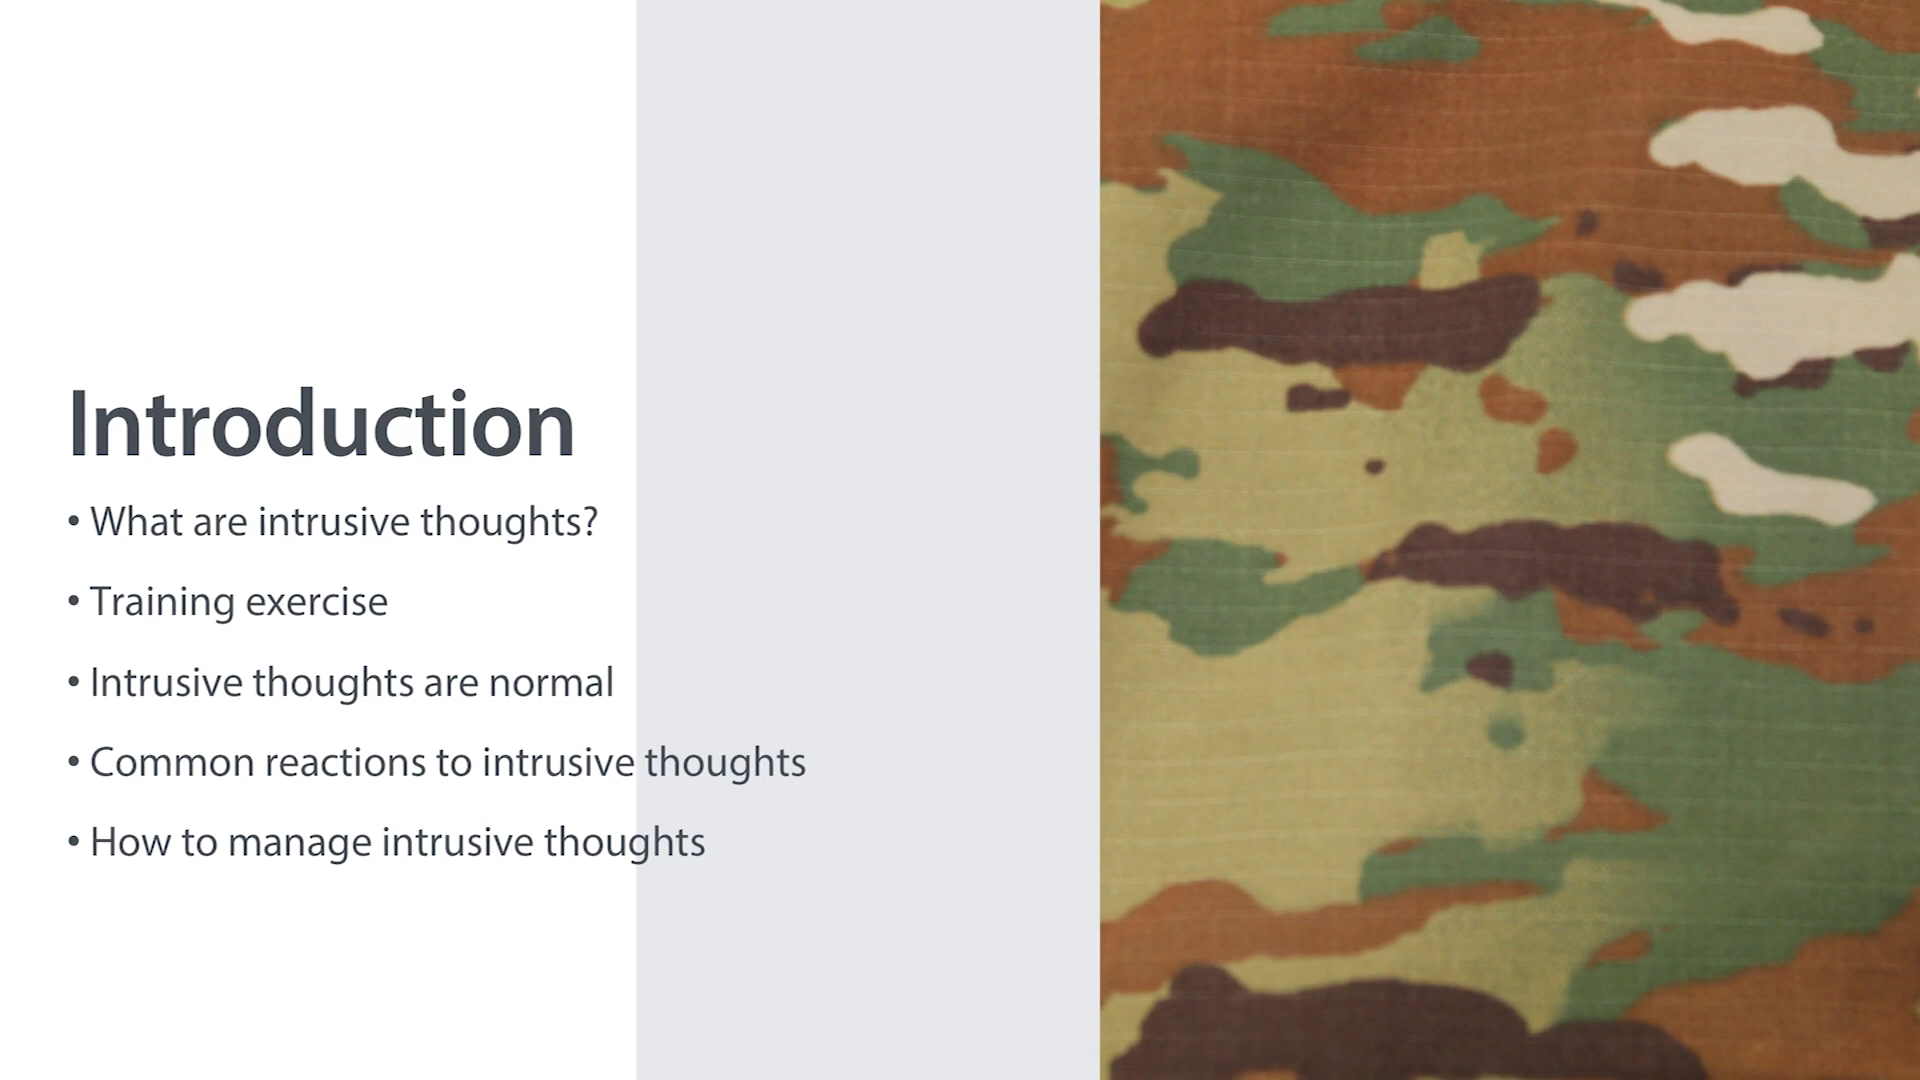 Introduction
• What are intrusive thoughts?
• Training exercise
• Intrusive thoughts are normal
• Common reactions to intrusive thoughts
• How to manage intrusive thoughts